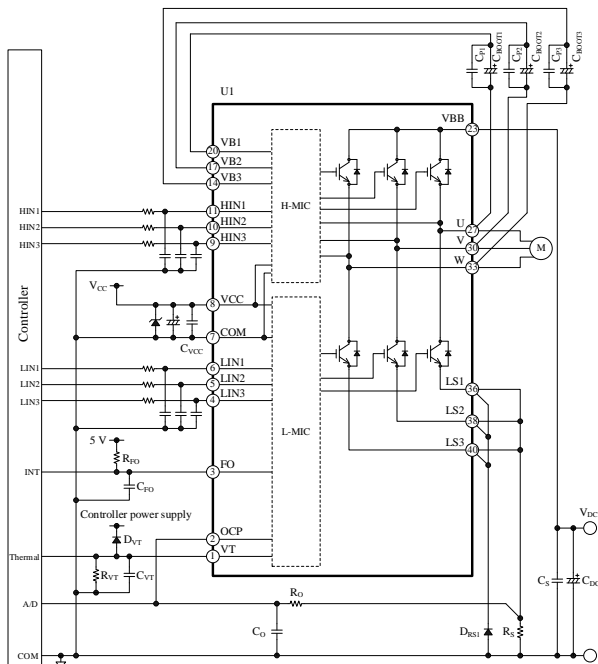 CP1
CBOOT1
CP2
CBOOT2
CP3
CBOOT3
U1
VBB
23
20
VB1
17
VB2
14
VB3
HIN1
11
HIN1
H-MIC
HIN2
10
HIN2
HIN3
9
HIN3
U
27
V
30
W
33
M
VCC
8
VCC
7
COM
CVCC
Controller
LIN1
6
LIN1
LIN2
5
LIN2
LIN3
4
LIN3
LS1
36
LS2
38
LS3
40
L-MIC
5 V
RFO
INT
3
FO
CFO
Controller power supply
DVT
2
OCP
Thermal
1
VT
RVT
CVT
VDC
CS
CDC
A/D
RO
CO
DRS1
RS
COM